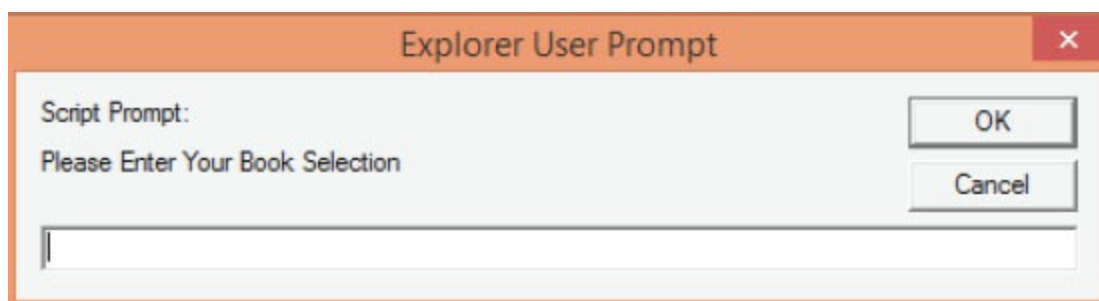 Explorer User Prompt
Script Prompt:
OK
Please Enter Your Book Selection
Cancel